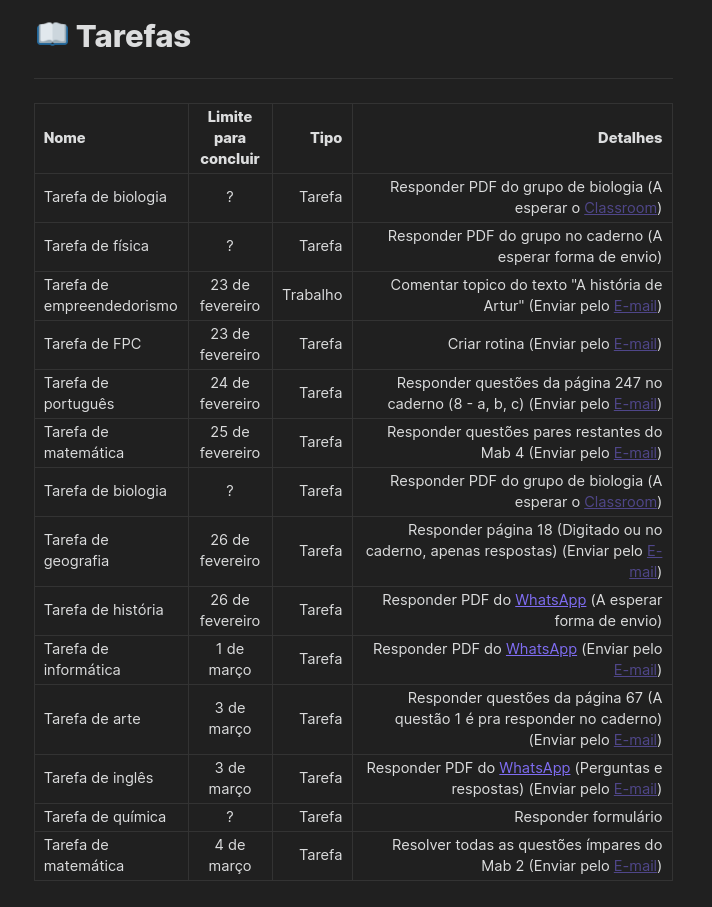 📖 Tarefas
Nome | Limite para concluir | Tipo | Detalhes
Tarefa de biologia | ? | Tarefa | Responder PDF do grupo de biologia (A esperar o Classroom)
Tarefa de física | ? | Tarefa | Responder PDF do grupo no caderno (A esperar forma de envio)
Tarefa de empreendedorismo | 23 de fevereiro | Trabalho | Comentar topico do texto "A história de Artur" (Enviar pelo E-mail)
Tarefa de FPC | 23 de fevereiro | Tarefa | Criar rotina (Enviar pelo E-mail)
Tarefa de português | 24 de fevereiro | Tarefa | Responder questões da página 247 no caderno (8 - a, b, c) (Enviar pelo E-mail)
Tarefa de matemática | 25 de fevereiro | Tarefa | Responder questões pares restantes do Mab 4 (Enviar pelo E-mail)
Tarefa de biologia | ? | Tarefa | Responder PDF do grupo de biologia (A esperar o Classroom)
Tarefa de geografia | 26 de fevereiro | Tarefa | Responder página 18 (Digitado ou no caderno, apenas respostas) (Enviar pelo E-mail)
Tarefa de história | 26 de fevereiro | Tarefa | Responder PDF do WhatsApp (A esperar forma de envio)
Tarefa de informática | 1 de março | Tarefa | Responder PDF do WhatsApp (Enviar pelo E-mail)
Tarefa de arte | 3 de março | Tarefa | Responder questões da página 67 (A questão 1 é pra responder no caderno) (Enviar pelo E-mail)
Tarefa de inglês | 3 de março | Tarefa | Responder PDF do WhatsApp (Perguntas e respostas) (Enviar pelo E-mail)
Tarefa de química | ? | Tarefa | Responder formulário
Tarefa de matemática | 4 de março | Tarefa | Resolver todas as questões ímpares do Mab 2 (Enviar pelo E-mail)